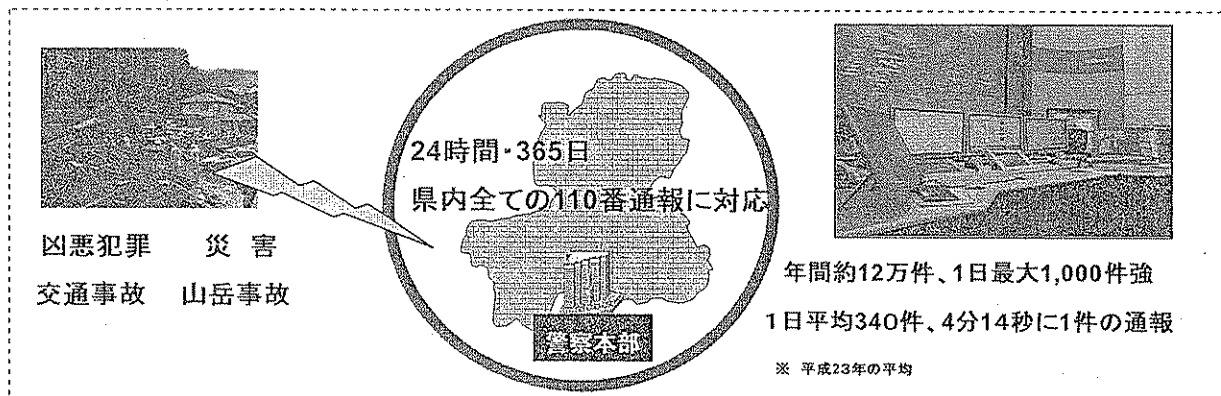 凶悪犯罪　災 害
交通事故　山岳事故
24時間・365日
県内全ての110番通報に対応
警察本部
年間約12万件、1日最大1,000件強
1日平均340件、4分14秒に1件の通報
※ 平成23年の平均